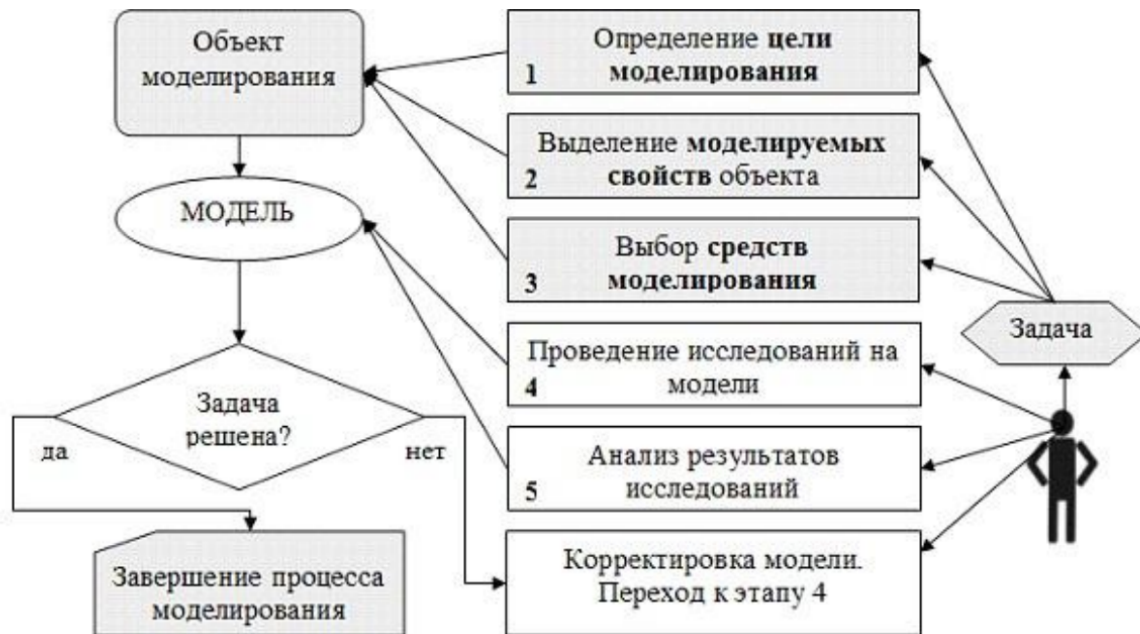 Объект
моделирования
МОДЕЛЬ
Задача
решена?
да
нет
Завершение процесса
моделирования
Определение цели
1 моделирования
Выделение моделируемых
2 свойств объекта
Выбор средств
3 моделирования
Проведение исследований на
4 модели
Анализ результатов
5 исследований
Корректировка модели.
Переход к этапу 4
Задача